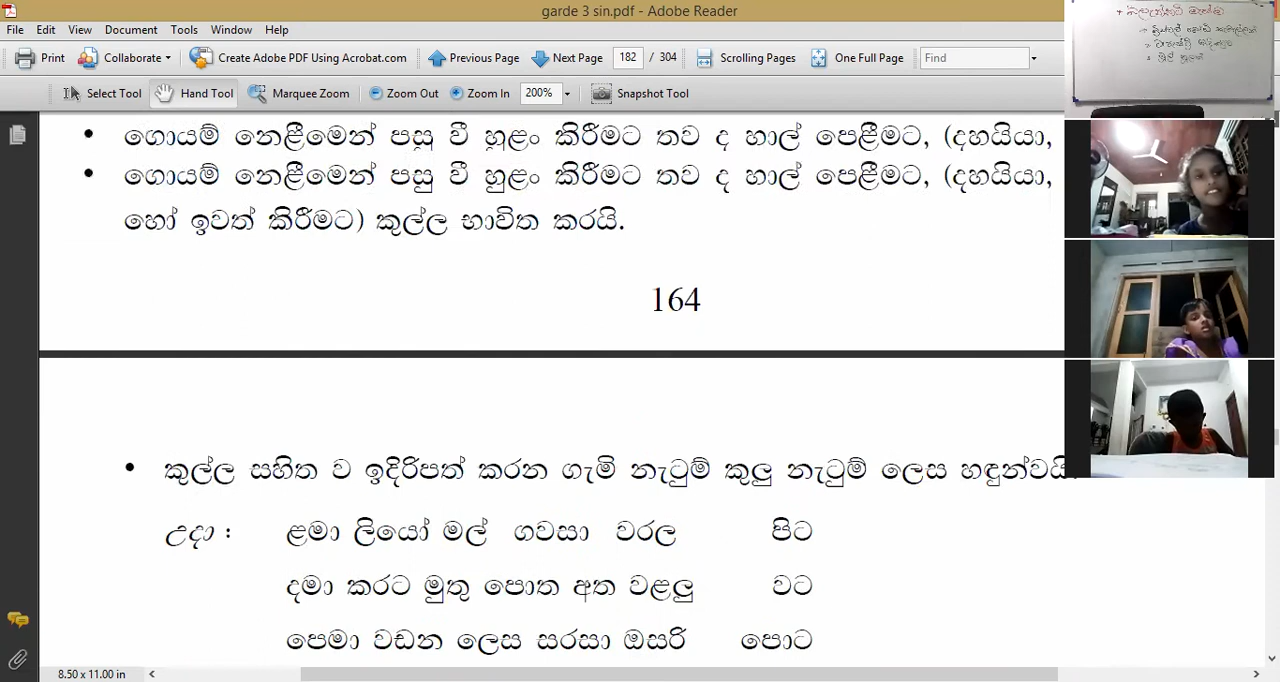 garde 3 sin.pdf - Adobe Reader
File Edit View Document Tools Window Help
Print Collaborate Create Adobe PDF Using Acrobat.com Previous Page Next Page 182 / 304 Scrolling Pages One Full Page Find
Select Tool Hand Tool Marquee Zoom Zoom Out Zoom In 200% Snapshot Tool
• ගොයම් නෙළීමෙන් පසු වී හුළං කිරීමට තව ද හාල් පෙළීමට, (දහයියා,
• ගොයම් නෙළීමෙන් පසු වී හුළං කිරීමට තව ද හාල් පෙළීමට, (දහයියා,
හෝ ඉවත් කිරීමට) කුල්ල භාවිත කරයි.
164
• කුල්ල සහිත ව ඉදිරිපත් කරන ගැමි නැටුම් කුලු නැටුම් ලෙස හඳුන්වයි.
උදා : ළමා ලියෝ මල් ගවසා වරල පිට
දමා කරට මුතු පොත අත වළලු වට
පෙමා වඩන ලෙස සරසා ඔසරි පොට
8.50 x 11.00 in